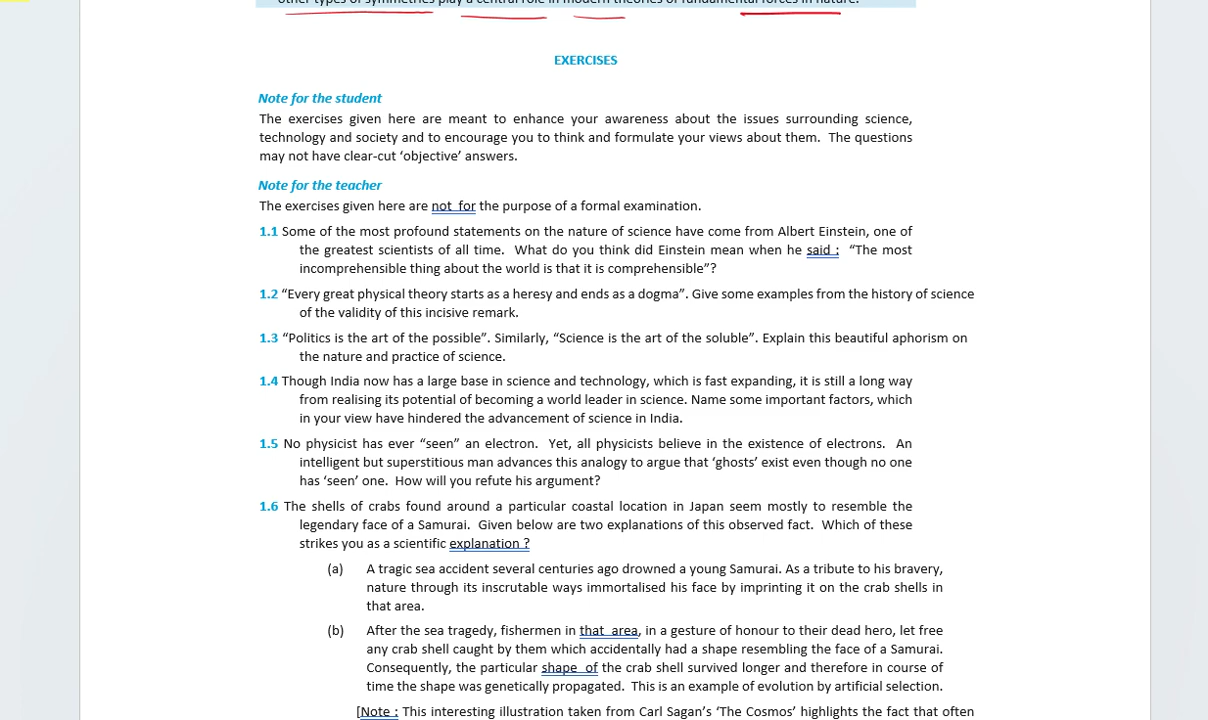 other types of symmetries play a central role in modern theories of fundamental forces in nature.
EXERCISES
Note for the student
The exercises given here are meant to enhance your awareness about the issues surrounding science,
technology and society and to encourage you to think and formulate your views about them. The questions
may not have clear-cut ‘objective’ answers.
Note for the teacher
The exercises given here are not for the purpose of a formal examination.
1.1 Some of the most profound statements on the nature of science have come from Albert Einstein, one of
the greatest scientists of all time. What do you think did Einstein mean when he said : “The most
incomprehensible thing about the world is that it is comprehensible”?
1.2 “Every great physical theory starts as a heresy and ends as a dogma”. Give some examples from the history of science
of the validity of this incisive remark.
1.3 “Politics is the art of the possible”. Similarly, “Science is the art of the soluble”. Explain this beautiful aphorism on
the nature and practice of science.
1.4 Though India now has a large base in science and technology, which is fast expanding, it is still a long way
from realising its potential of becoming a world leader in science. Name some important factors, which
in your view have hindered the advancement of science in India.
1.5 No physicist has ever “seen” an electron. Yet, all physicists believe in the existence of electrons. An
intelligent but superstitious man advances this analogy to argue that ‘ghosts’ exist even though no one
has ‘seen’ one. How will you refute his argument?
1.6 The shells of crabs found around a particular coastal location in Japan seem mostly to resemble the
legendary face of a Samurai. Given below are two explanations of this observed fact. Which of these
strikes you as a scientific explanation ?
(a) A tragic sea accident several centuries ago drowned a young Samurai. As a tribute to his bravery,
nature through its inscrutable ways immortalised his face by imprinting it on the crab shells in
that area.
(b) After the sea tragedy, fishermen in that area, in a gesture of honour to their dead hero, let free
any crab shell caught by them which accidentally had a shape resembling the face of a Samurai.
Consequently, the particular shape of the crab shell survived longer and therefore in course of
time the shape was genetically propagated. This is an example of evolution by artificial selection.
[Note : This interesting illustration taken from Carl Sagan’s ‘The Cosmos’ highlights the fact that often